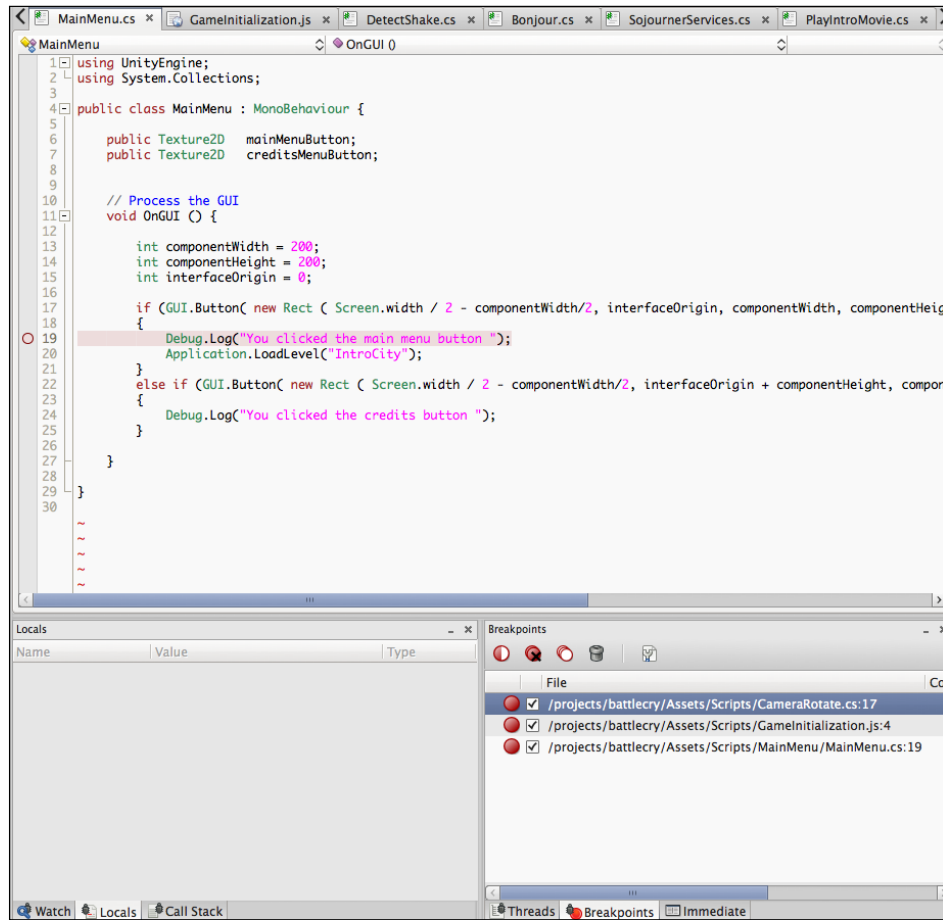 MainMenu.cs × GameInitialization.js × DetectShake.cs × Bonjour.cs × SojournerServices.cs × PlayIntroMovie.cs ×
MainMenu OnGUI ()
1 using UnityEngine;
2 using System.Collections;
3
4 public class MainMenu : MonoBehaviour {
5
6 public Texture2D mainMenuButton;
7 public Texture2D creditsMenuButton;
8
9
10 // Process the GUI
11 void OnGUI () {
12
13 int componentWidth = 200;
14 int componentHeight = 200;
15 int interfaceOrigin = 0;
16
17 if (GUI.Button( new Rect ( Screen.width / 2 - componentWidth/2, interfaceOrigin, componentWidth, componentHeig
18 {
19 Debug.Log("You clicked the main menu button ");
20 Application.LoadLevel("IntroCity");
21 }
22 else if (GUI.Button( new Rect ( Screen.width / 2 - componentWidth/2, interfaceOrigin + componentHeight, compon
23 {
24 Debug.Log("You clicked the credits button ");
25 }
26
27 }
28
29 }
30
~
~
~
~
~
Locals
Name Value Type
Watch Locals Call Stack
Breakpoints
File Co
/projects/battlecry/Assets/Scripts/CameraRotate.cs:17
/projects/battlecry/Assets/Scripts/GameInitialization.js:4
/projects/battlecry/Assets/Scripts/MainMenu/MainMenu.cs:19
Threads Breakpoints Immediate